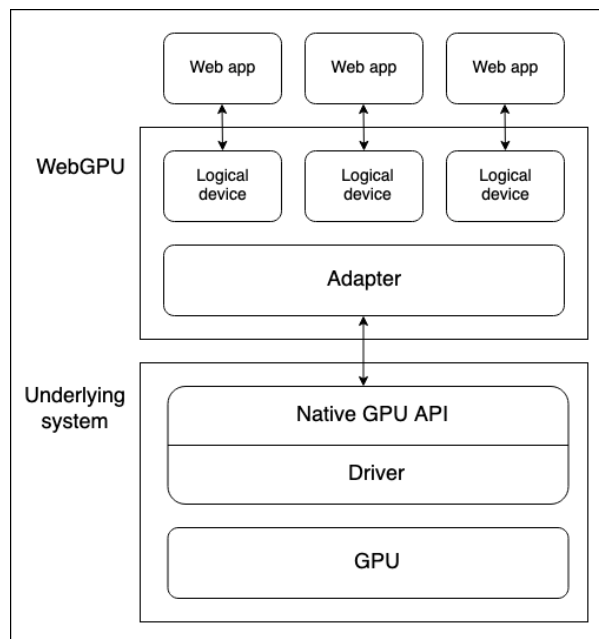 Web app
Web app
Web app
WebGPU
Logical
device
Logical
device
Logical
device
Adapter
Underlying
system
Native GPU API
Driver
GPU